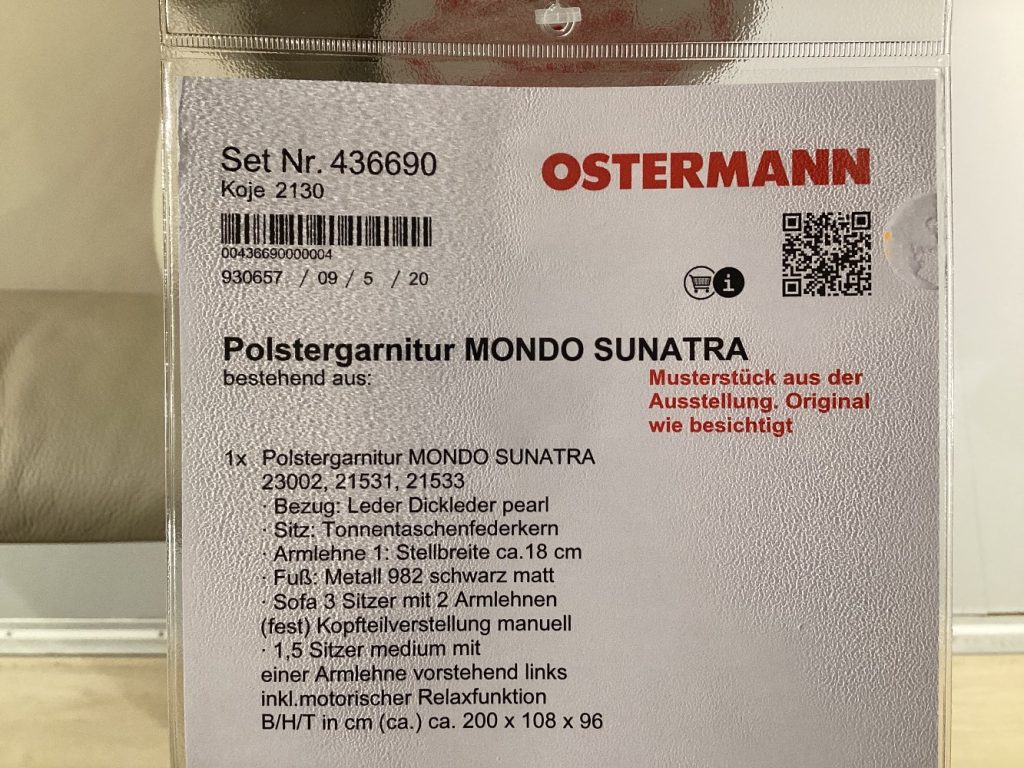 Set Nr. 436690
OSTERMANN
Koje 2130
00436690000004
930657 / 09 / 5 / 20
i
Polstergarnitur MONDO SUNATRA
bestehend aus:
Musterstück aus der
Ausstellung. Original
wie besichtigt
1x Polstergarnitur MONDO SUNATRA
23002, 21531, 21533
· Bezug: Leder Dickleder pearl
· Sitz: Tonnentaschenfederkern
· Armlehne 1: Stellbreite ca.18 cm
· Fuß: Metall 982 schwarz matt
· Sofa 3 Sitzer mit 2 Armlehnen
(fest) Kopfteilverstellung manuell
· 1,5 Sitzer medium mit
einer Armlehne vorstehend links
inkl.motorischer Relaxfunktion
B/H/T in cm (ca.) ca. 200 x 108 x 96